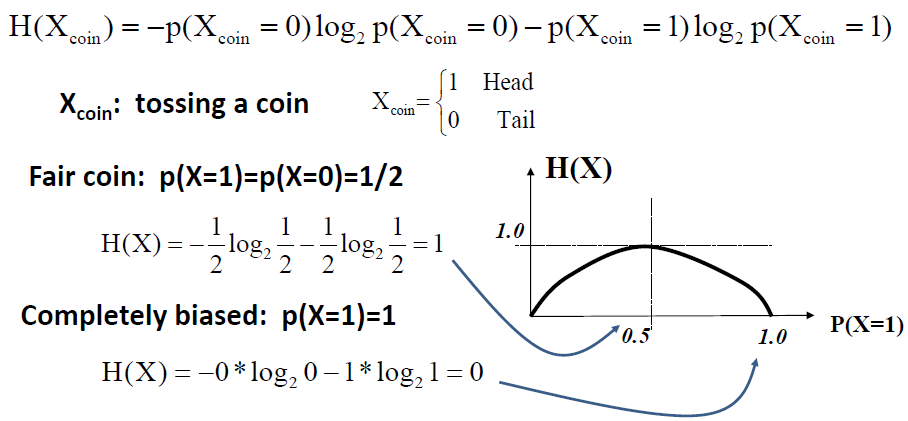 H(X_coin) = −p(X_coin = 0) log₂ p(X_coin = 0) − p(X_coin = 1) log₂ p(X_coin = 1)
X_coin: tossing a coin
X_coin = { 1 Head
0 Tail
Fair coin: p(X=1)=p(X=0)=1/2
H(X) = −1/2 log₂ 1/2 − 1/2 log₂ 1/2 = 1
Completely biased: p(X=1)=1
H(X) = −0 * log₂ 0 − 1 * log₂ 1 = 0
H(X)
1.0
0.5
1.0
P(X=1)